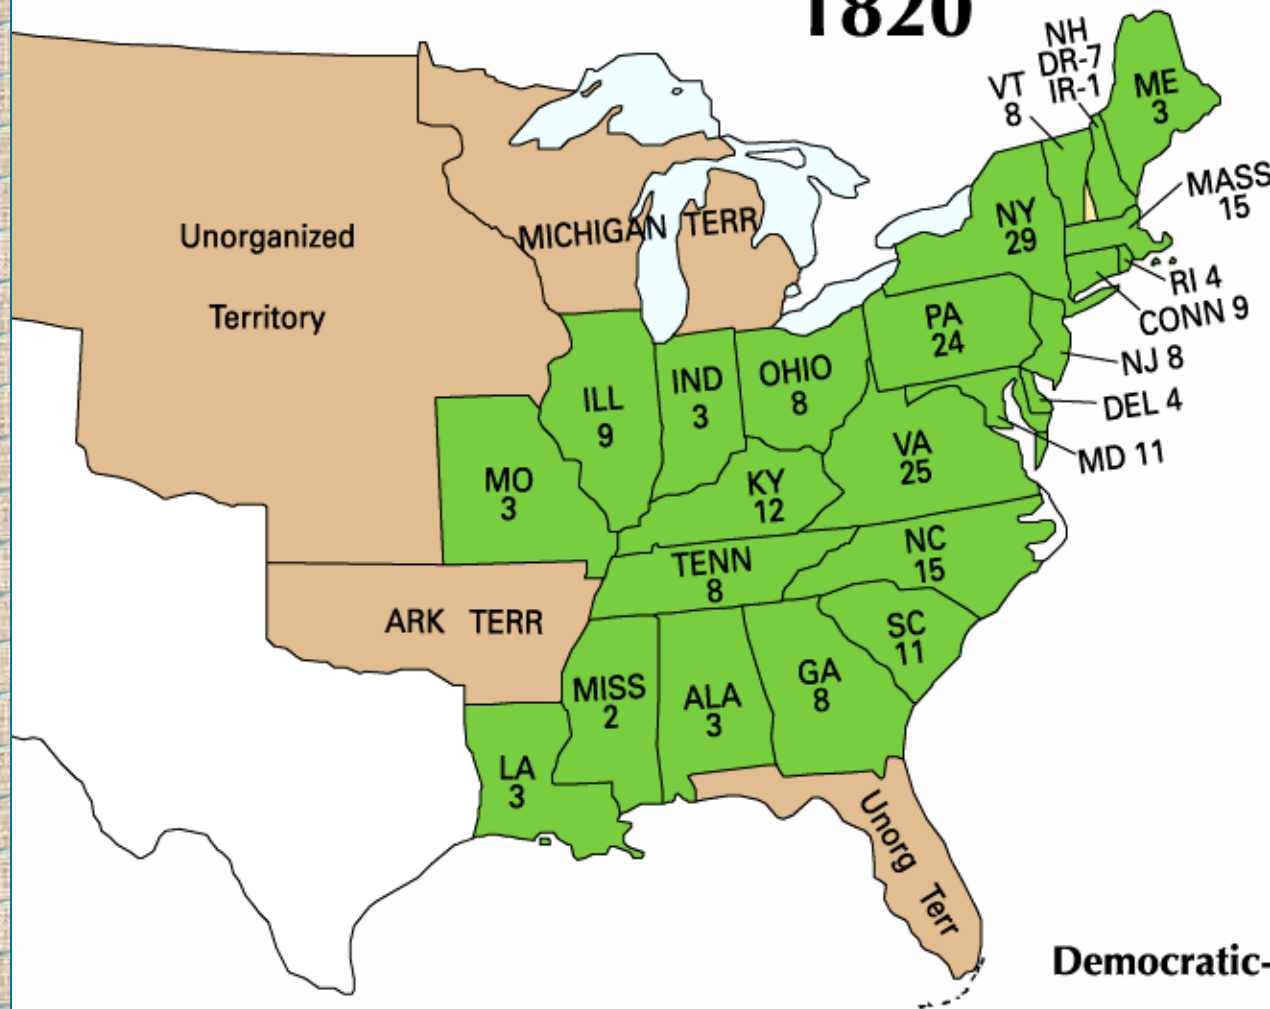 1820
NH
DR-7
IR-1
VT
8
ME
3
MASS
15
NY
29
RI 4
CONN 9
NJ 8
DEL 4
MD 11
PA
24
Unorganized
Territory
MICHIGAN TERR
ILL
9
IND
3
OHIO
8
VA
25
MO
3
KY
12
TENN
8
NC
15
ARK TERR
SC
11
MISS
2
ALA
3
GA
8
LA
3
Unorg Terr
Democratic-